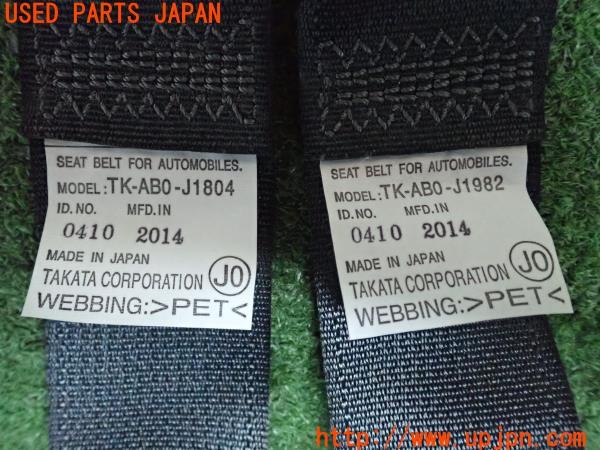 USED PARTS JAPAN
SEAT BELT FOR AUTOMOBILES.
MODEL:TK-AB0-J1804
ID.NO. MFD.IN
0410 2014
MADE IN JAPAN
TAKATA CORPORATION J0
WEBBING:>PET<
SEAT BELT FOR AUTOMOBILES.
MODEL:TK-AB0-J1982
ID.NO. MFD.IN
0410 2014
MADE IN JAPAN
TAKATA CORPORATION J0
WEBBING:>PET<
http://www.upjpn.com/